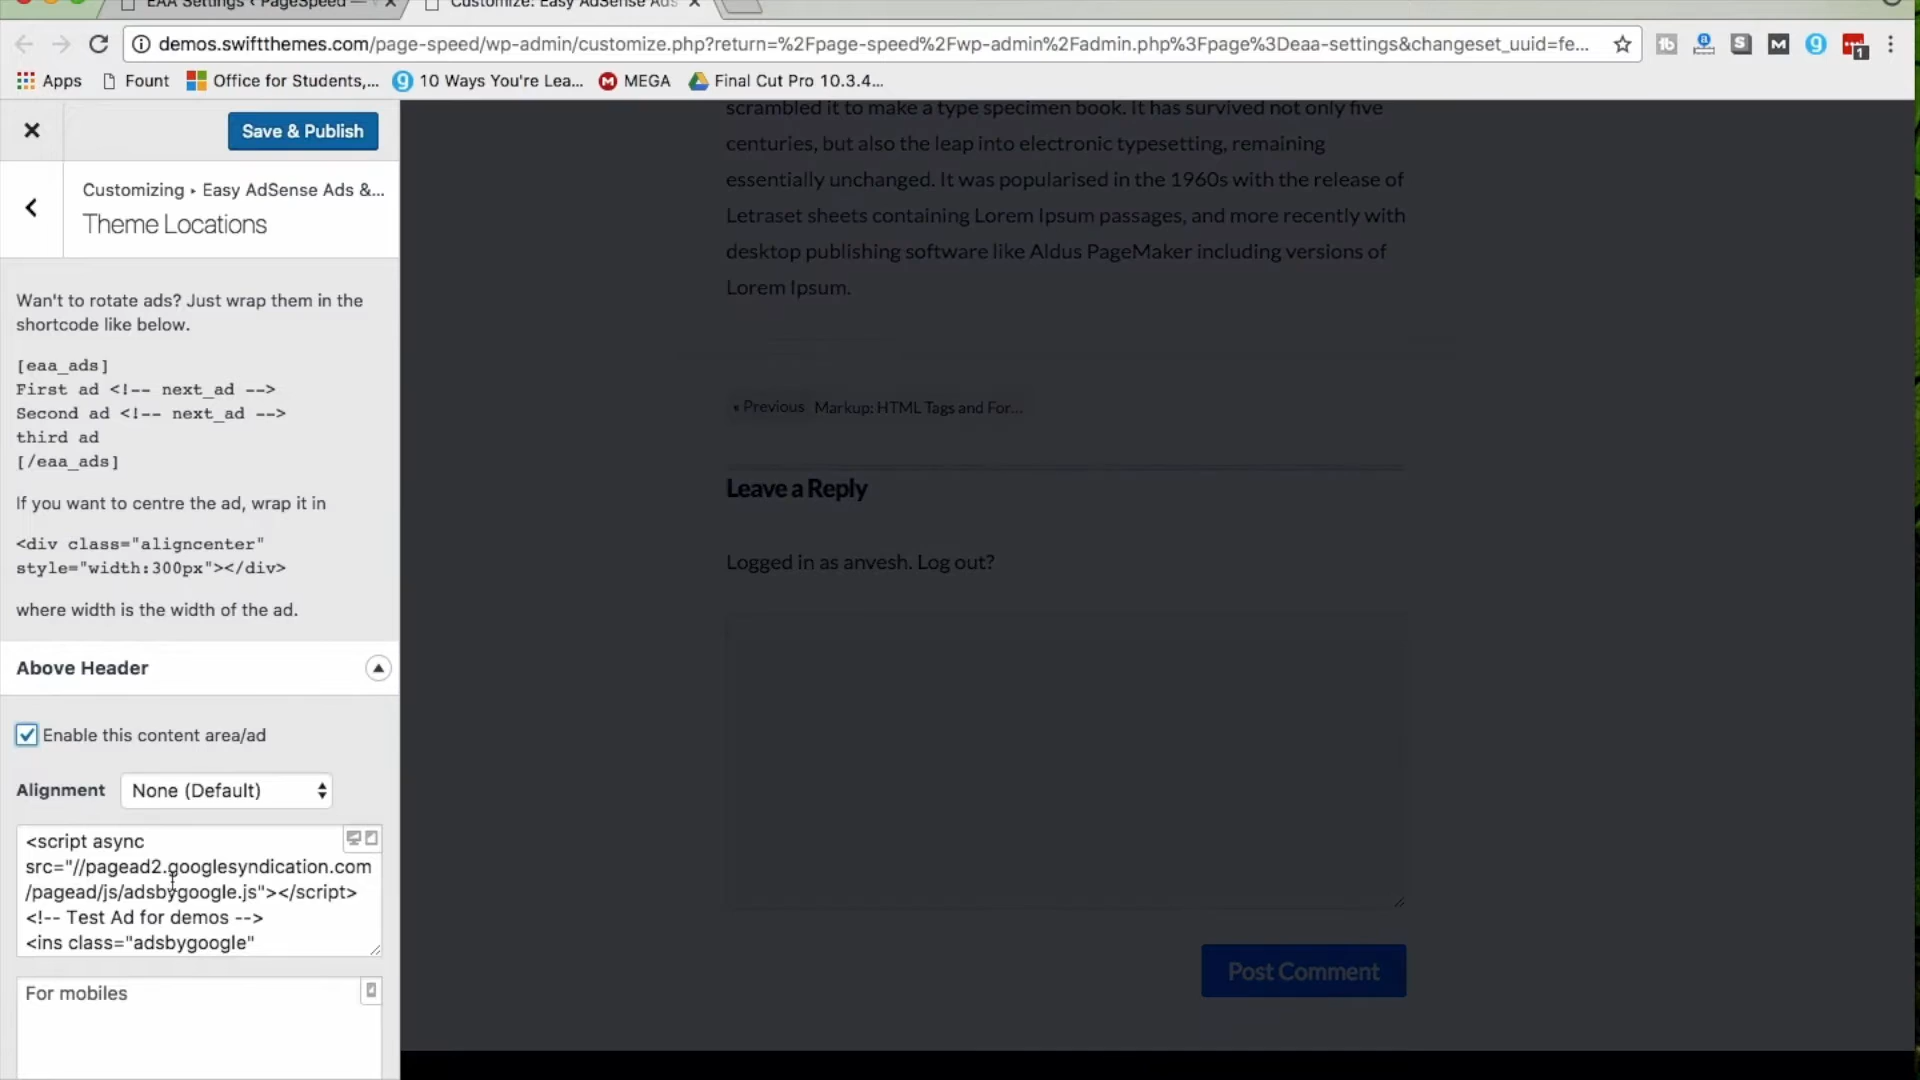 EAA Settings ‹ PageSpeed —
Customize: Easy AdSense Ads
demos.swiftthemes.com/page-speed/wp-admin/customize.php?return=%2Fpage-speed%2Fwp-admin%2Fadmin.php%3Fpage%3Deaa-settings&changeset_uuid=fe...
Apps Fount Office for Students,... 10 Ways You're Lea... MEGA Final Cut Pro 10.3.4...
Save & Publish
Customizing ▸ Easy AdSense Ads &...
Theme Locations
Wan't to rotate ads? Just wrap them in the
shortcode like below.
[eaa_ads]
First ad <!-- next_ad -->
Second ad <!-- next_ad -->
third ad
[/eaa_ads]
If you want to centre the ad, wrap it in
<div class="aligncenter"
style="width:300px"></div>
where width is the width of the ad.
Above Header
Enable this content area/ad
Alignment None (Default)
<script async
src="//pagead2.googlesyndication.com
/pagead/js/adsbygoogle.js"></script>
<!-- Test Ad for demos -->
<ins class="adsbygoogle"
For mobiles
scrambled it to make a type specimen book. It has survived not only five
centuries, but also the leap into electronic typesetting, remaining
essentially unchanged. It was popularised in the 1960s with the release of
Letraset sheets containing Lorem Ipsum passages, and more recently with
desktop publishing software like Aldus PageMaker including versions of
Lorem Ipsum.
« Previous Markup: HTML Tags and For...
Leave a Reply
Logged in as anvesh. Log out?
Post Comment